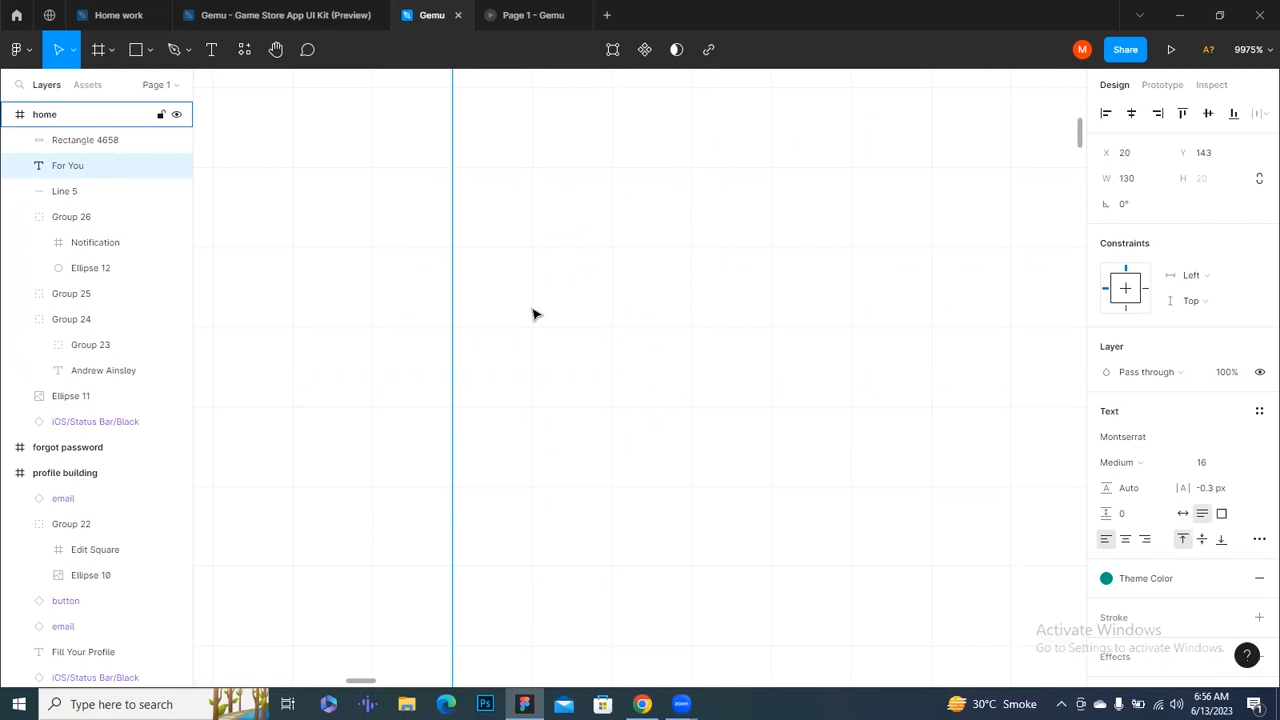 Home work
Gemu - Game Store App UI Kit (Preview)
Gemu
Page 1 - Gemu
M
Share
A?
9975%
Layers
Assets
Page 1
home
Rectangle 4658
For You
Line 5
Group 26
Notification
Ellipse 12
Group 25
Group 24
Group 23
Andrew Ainsley
Ellipse 11
iOS/Status Bar/Black
forgot password
profile building
email
Group 22
Edit Square
Ellipse 10
button
email
Fill Your Profile
iOS/Status Bar/Black
Design
Prototype
Inspect
X 20
Y 143
W 130
H 20
0°
Constraints
Left
Top
Layer
Pass through
100%
Text
Montserrat
Medium
16
Auto
|A| -0.3 px
0
Theme Color
Stroke
Effects
Activate Windows
Go to Settings to activate Windows.
?
Type here to search
Ps
30°C Smoke
6:56 AM
6/13/2023